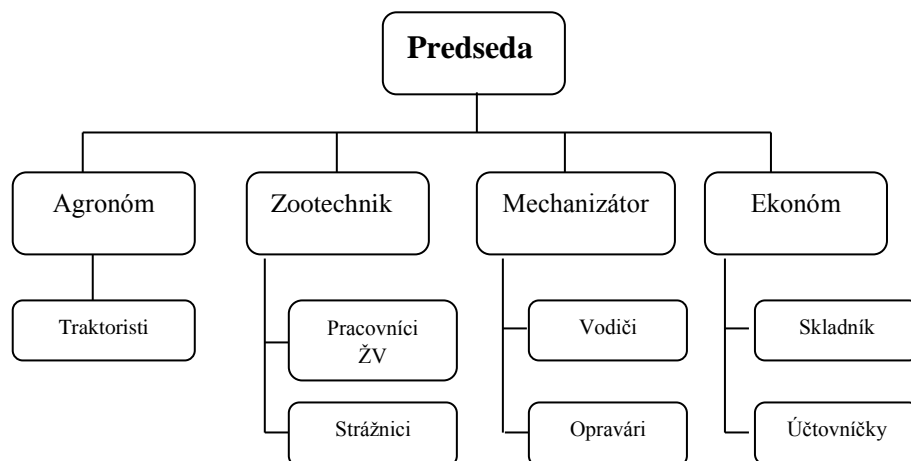 Predseda
Agronóm
Zootechnik
Mechanizátor
Ekonóm
Traktoristi
Pracovníci
ŽV
Vodiči
Skladník
Strážnici
Opravári
Účtovníčky